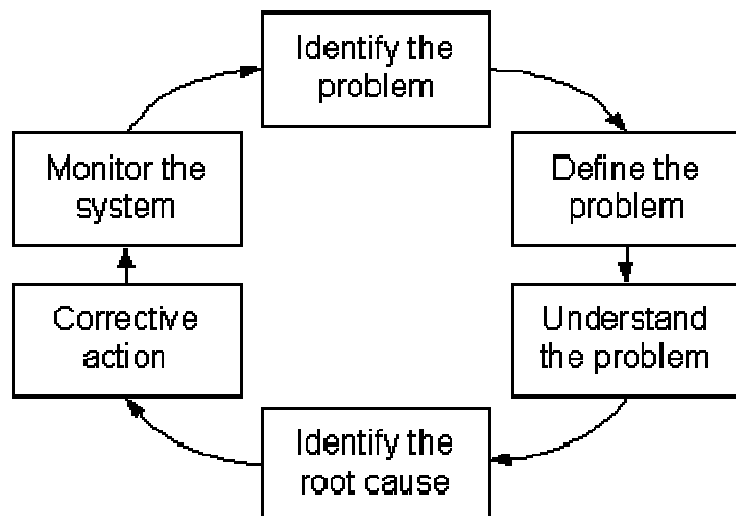 Identify the
problem
Define the
problem
Understand
the problem
Identify the
root cause
Corrective
action
Monitor the
system